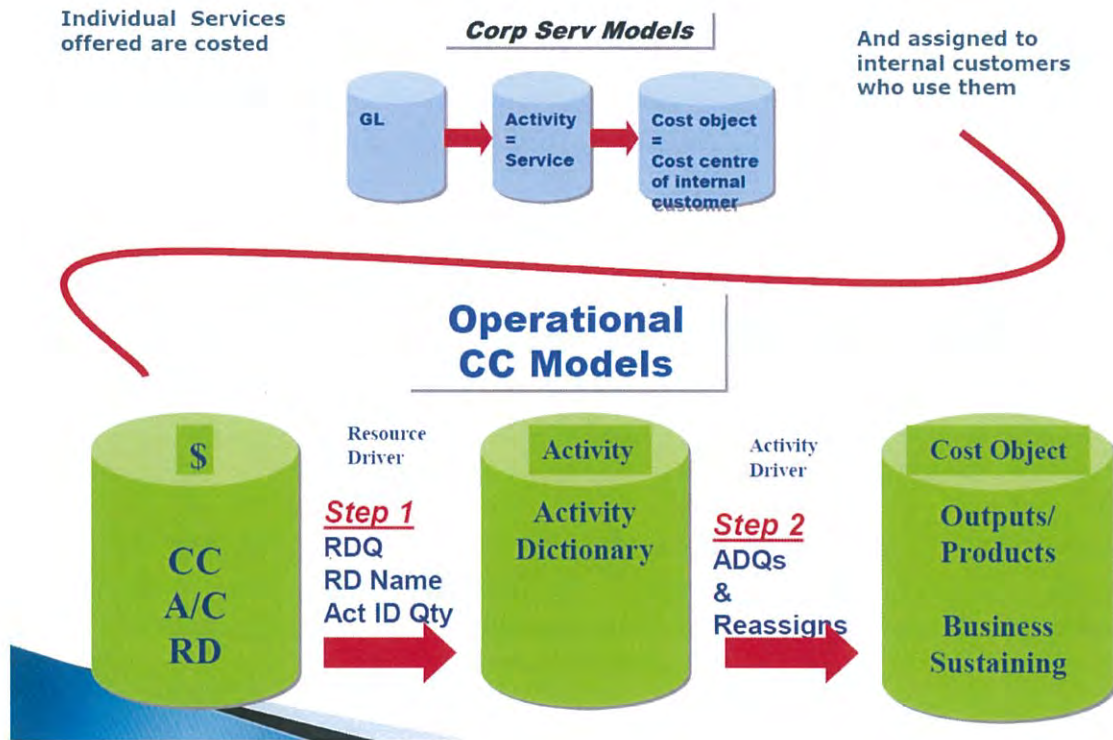 Individual Services
offered are costed
Corp Serv Models
And assigned to
internal customers
who use them
GL
Activity
=
Service
Cost object
=
Cost centre
of internal
customer
Operational
CC Models
$
CC
A/C
RD
Resource
Driver
Step 1
RDQ
RD Name
Act ID Qty
Activity
Activity
Dictionary
Activity
Driver
Step 2
ADQs
&
Reassigns
Cost Object
Outputs/
Products
Business
Sustaining